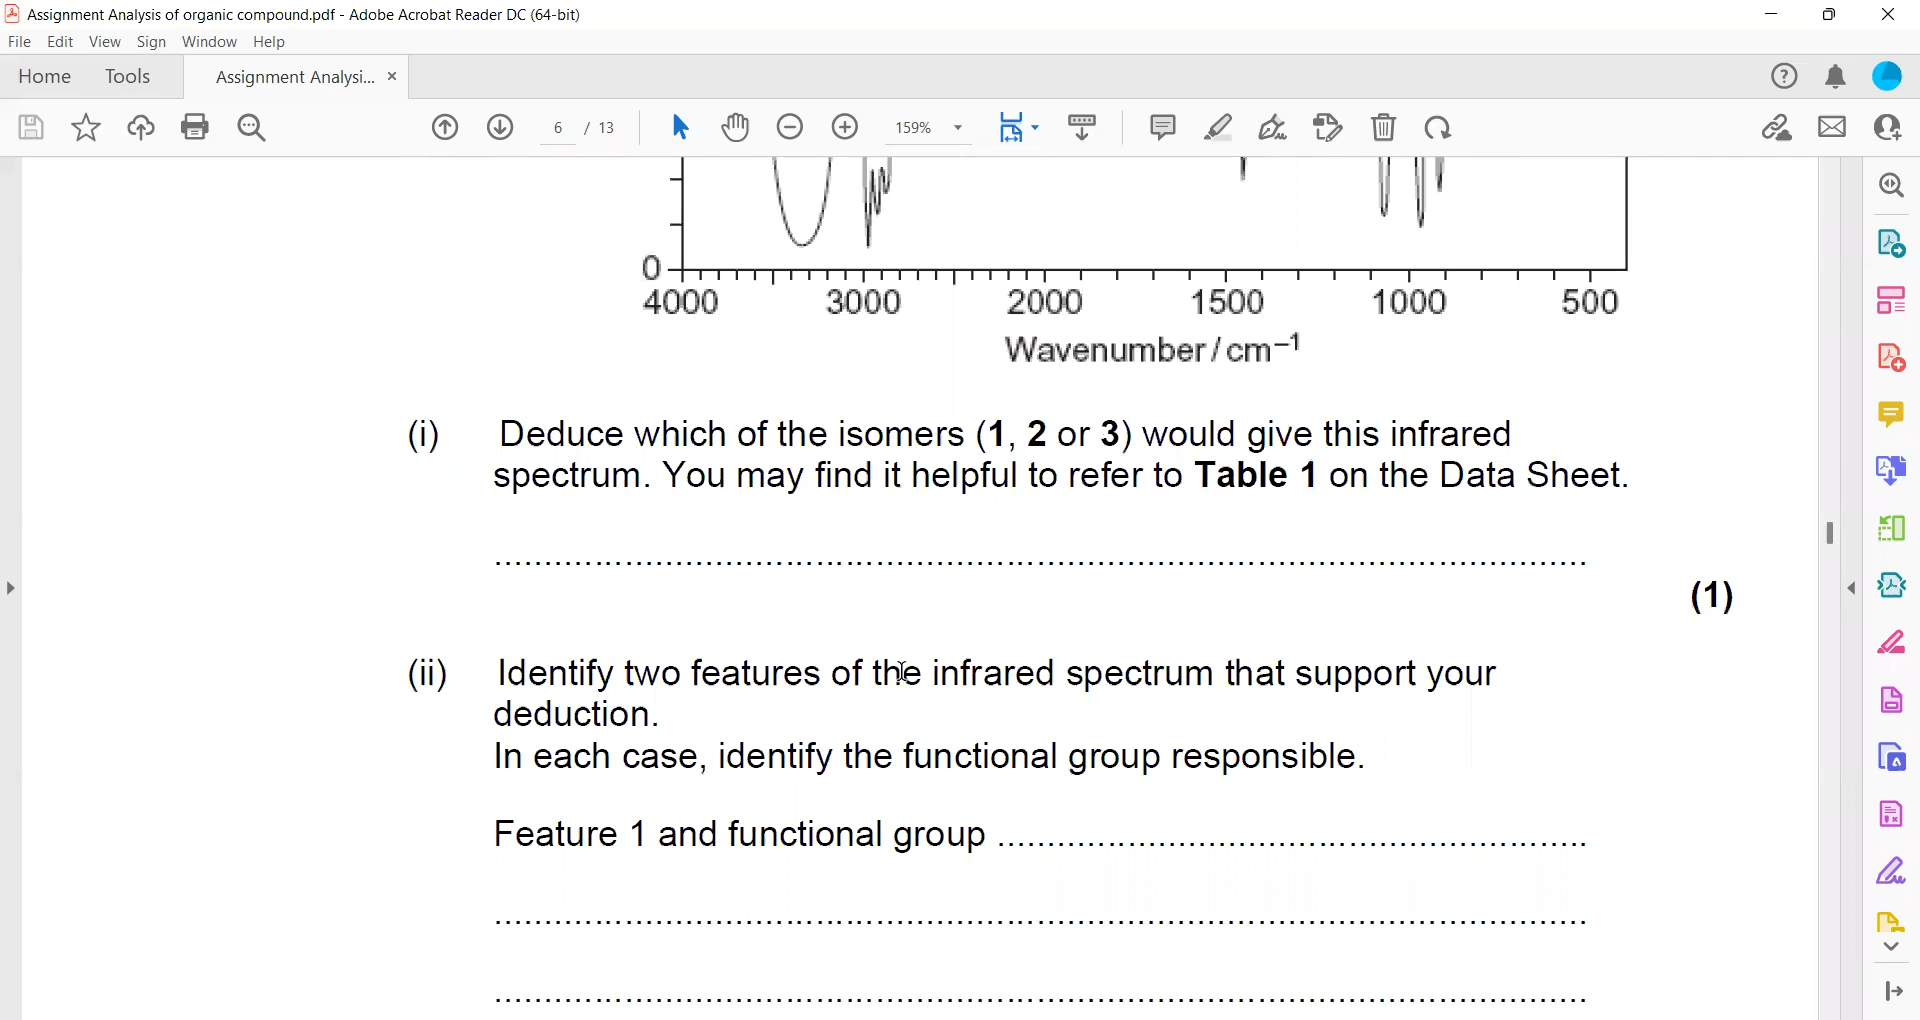 Assignment Analysis of organic compound.pdf - Adobe Acrobat Reader DC (64-bit)
File Edit View Sign Window Help
Home Tools Assignment Analysi... ×
6 / 13 159%
0
4000 3000 2000 1500 1000 500
Wavenumber / cm⁻¹
(i) Deduce which of the isomers (1, 2 or 3) would give this infrared
spectrum. You may find it helpful to refer to Table 1 on the Data Sheet.
(1)
(ii) Identify two features of the infrared spectrum that support your
deduction.
In each case, identify the functional group responsible.
Feature 1 and functional group